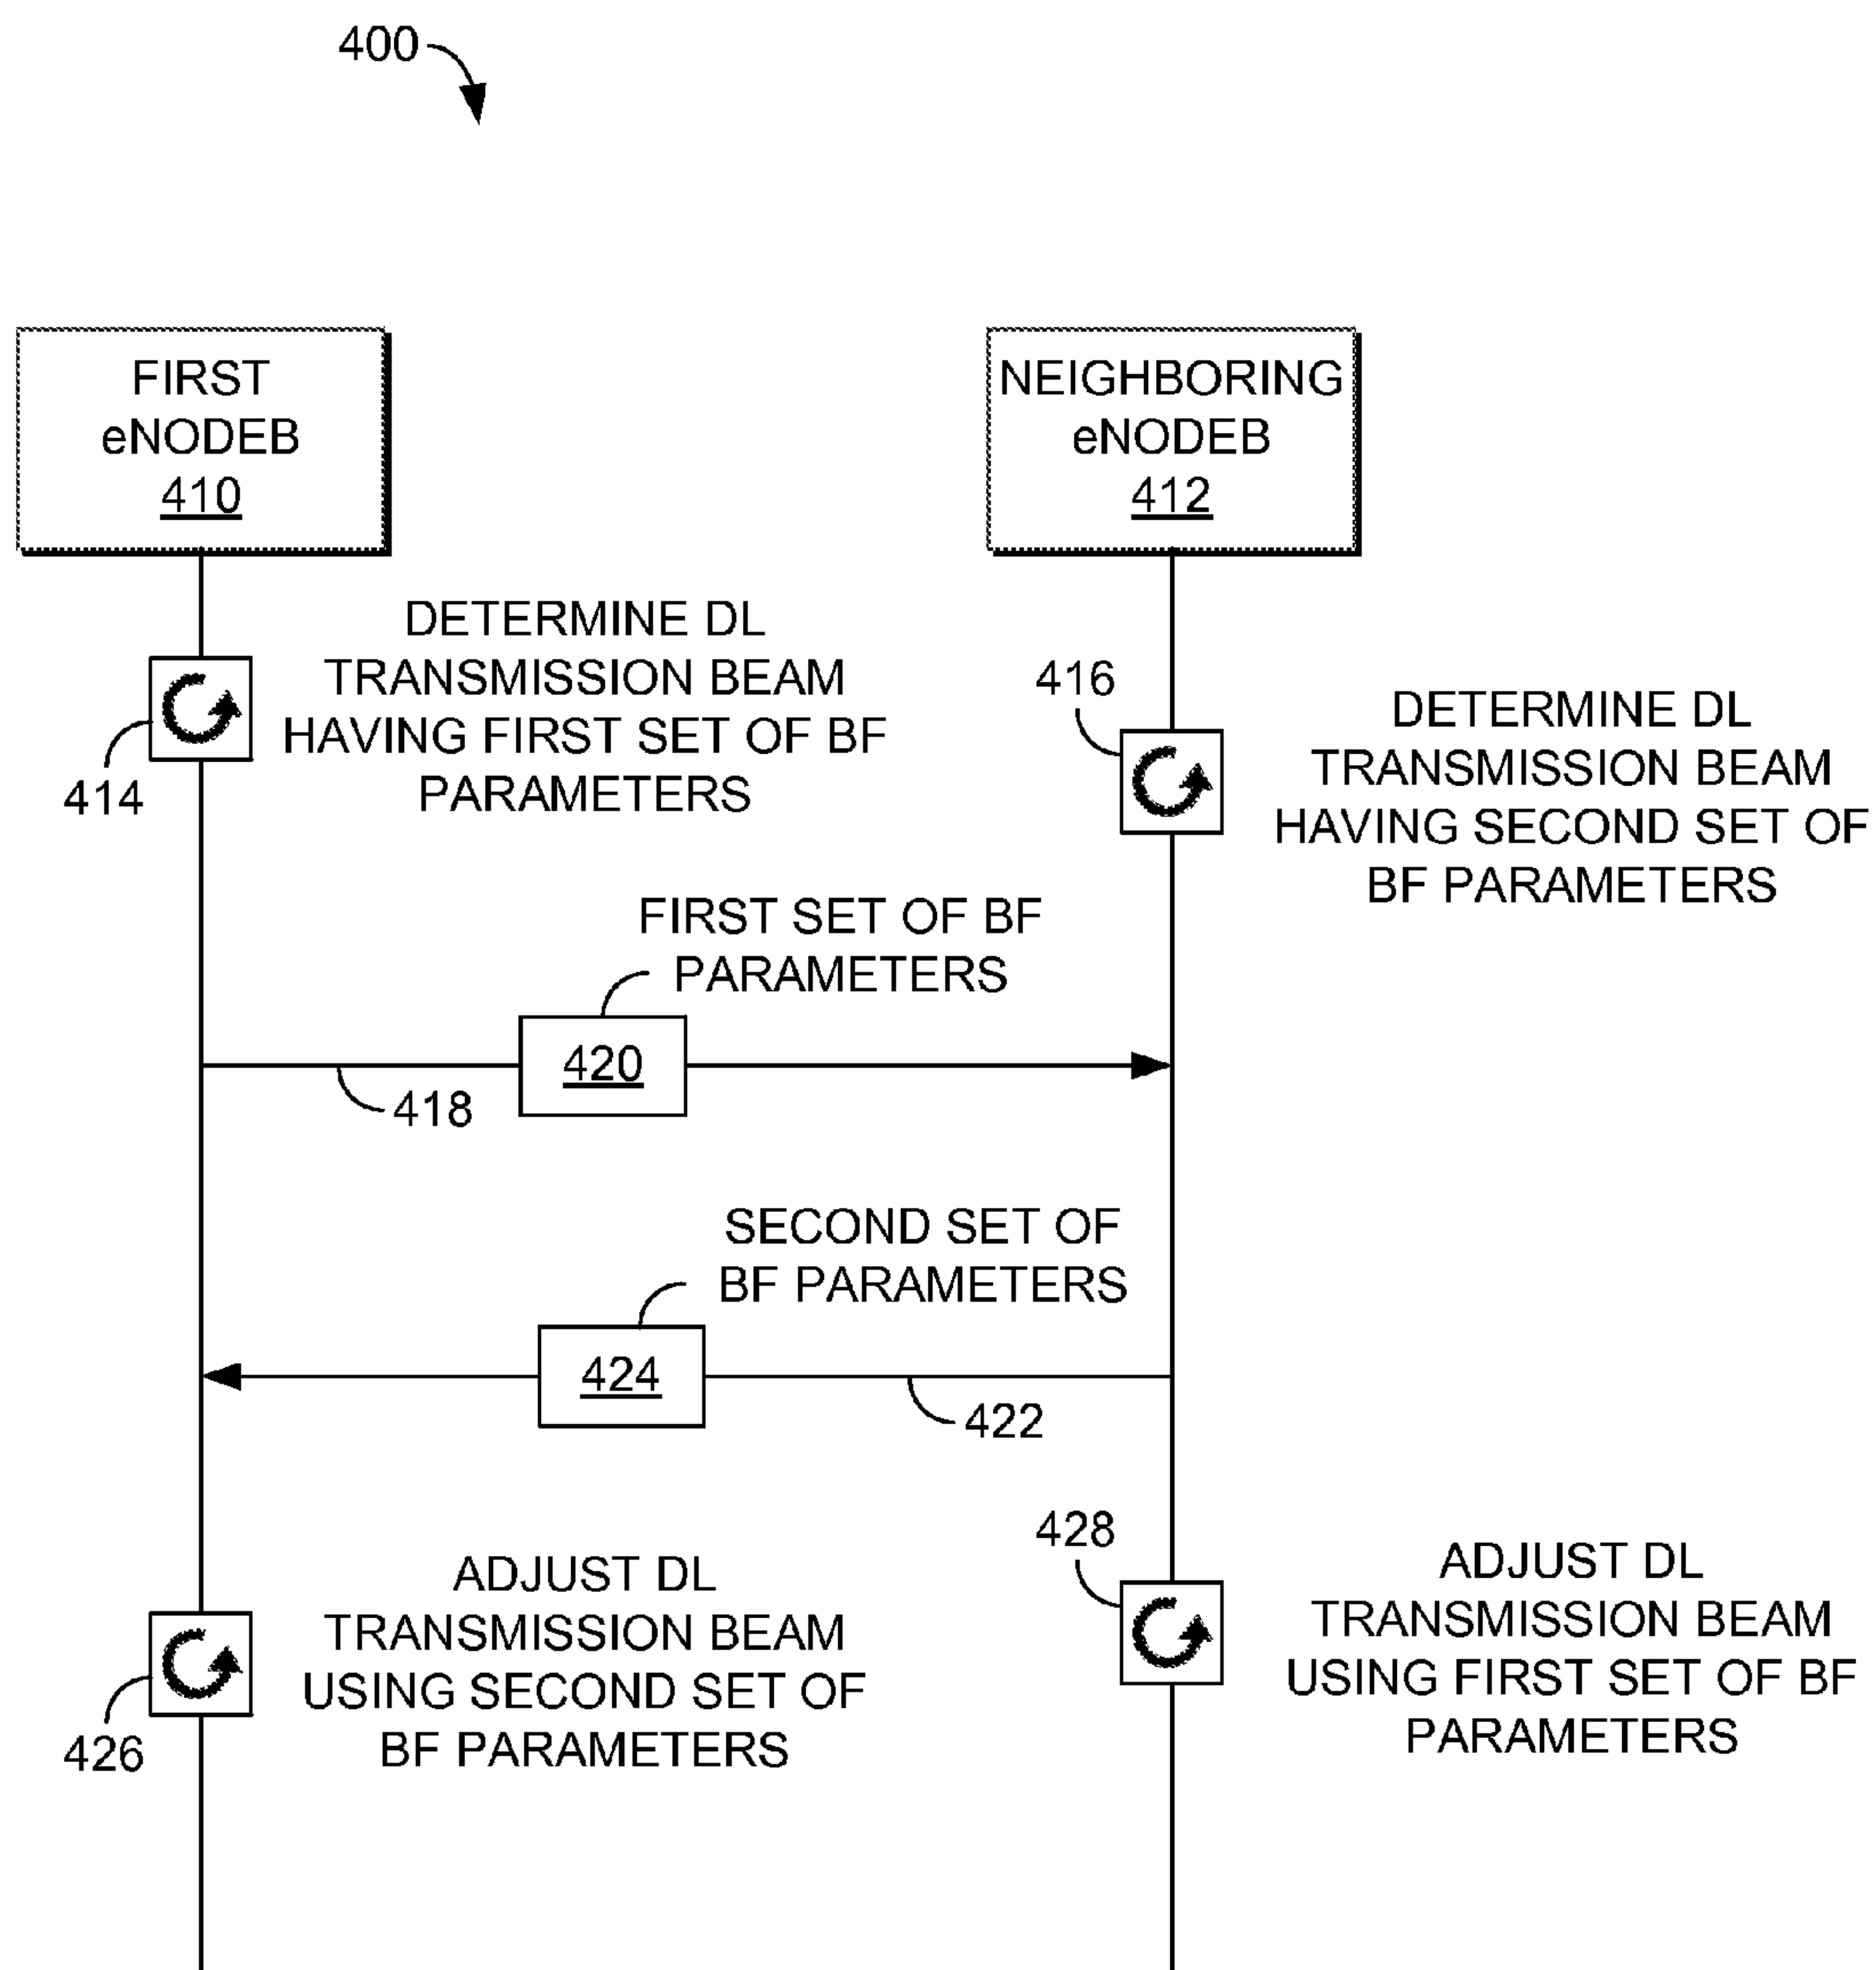 400
FIRST
eNODEB
410
NEIGHBORING
eNODEB
412
DETERMINE DL
TRANSMISSION BEAM
HAVING FIRST SET OF BF
PARAMETERS
414
416
DETERMINE DL
TRANSMISSION BEAM
HAVING SECOND SET OF
BF PARAMETERS
FIRST SET OF BF
PARAMETERS
420
418
SECOND SET OF
BF PARAMETERS
424
422
428
ADJUST DL
TRANSMISSION BEAM
USING SECOND SET OF
BF PARAMETERS
426
ADJUST DL
TRANSMISSION BEAM
USING FIRST SET OF BF
PARAMETERS